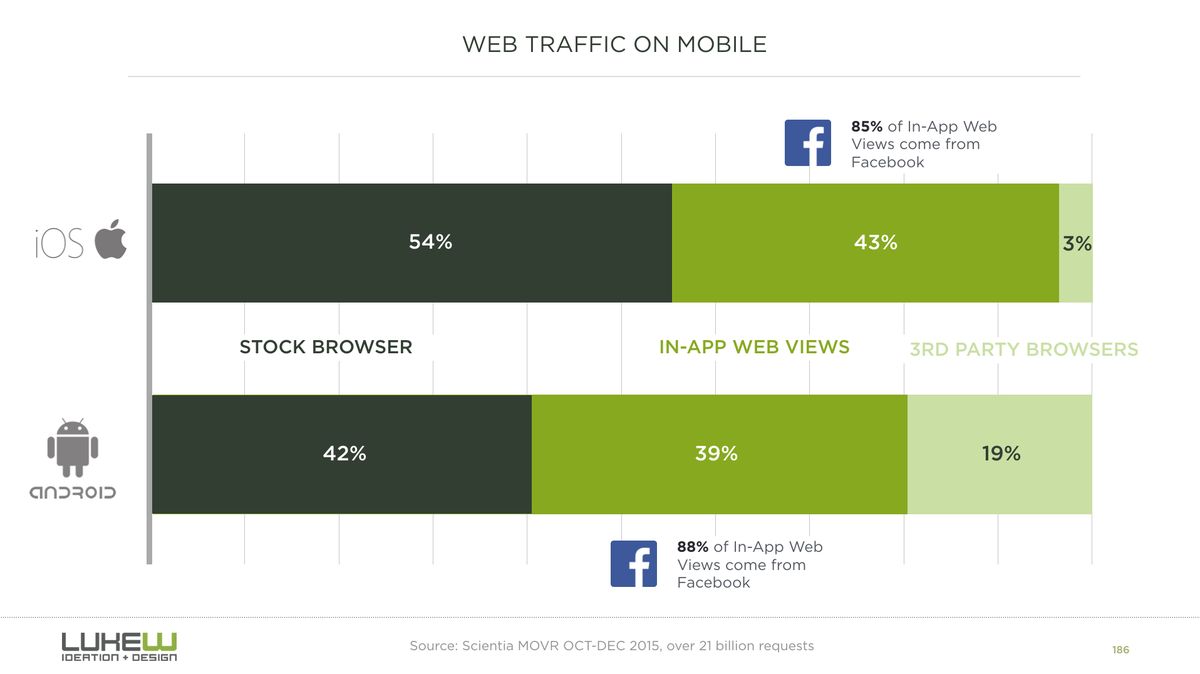 WEB TRAFFIC ON MOBILE
85% of In-App Web
Views come from
Facebook
iOS
54%
43%
3%
STOCK BROWSER
IN-APP WEB VIEWS
3RD PARTY BROWSERS
ANDROID
42%
39%
19%
88% of In-App Web
Views come from
Facebook
LUKEW
IDEATION + DESIGN
Source: Scientia MOVR OCT-DEC 2015, over 21 billion requests
186